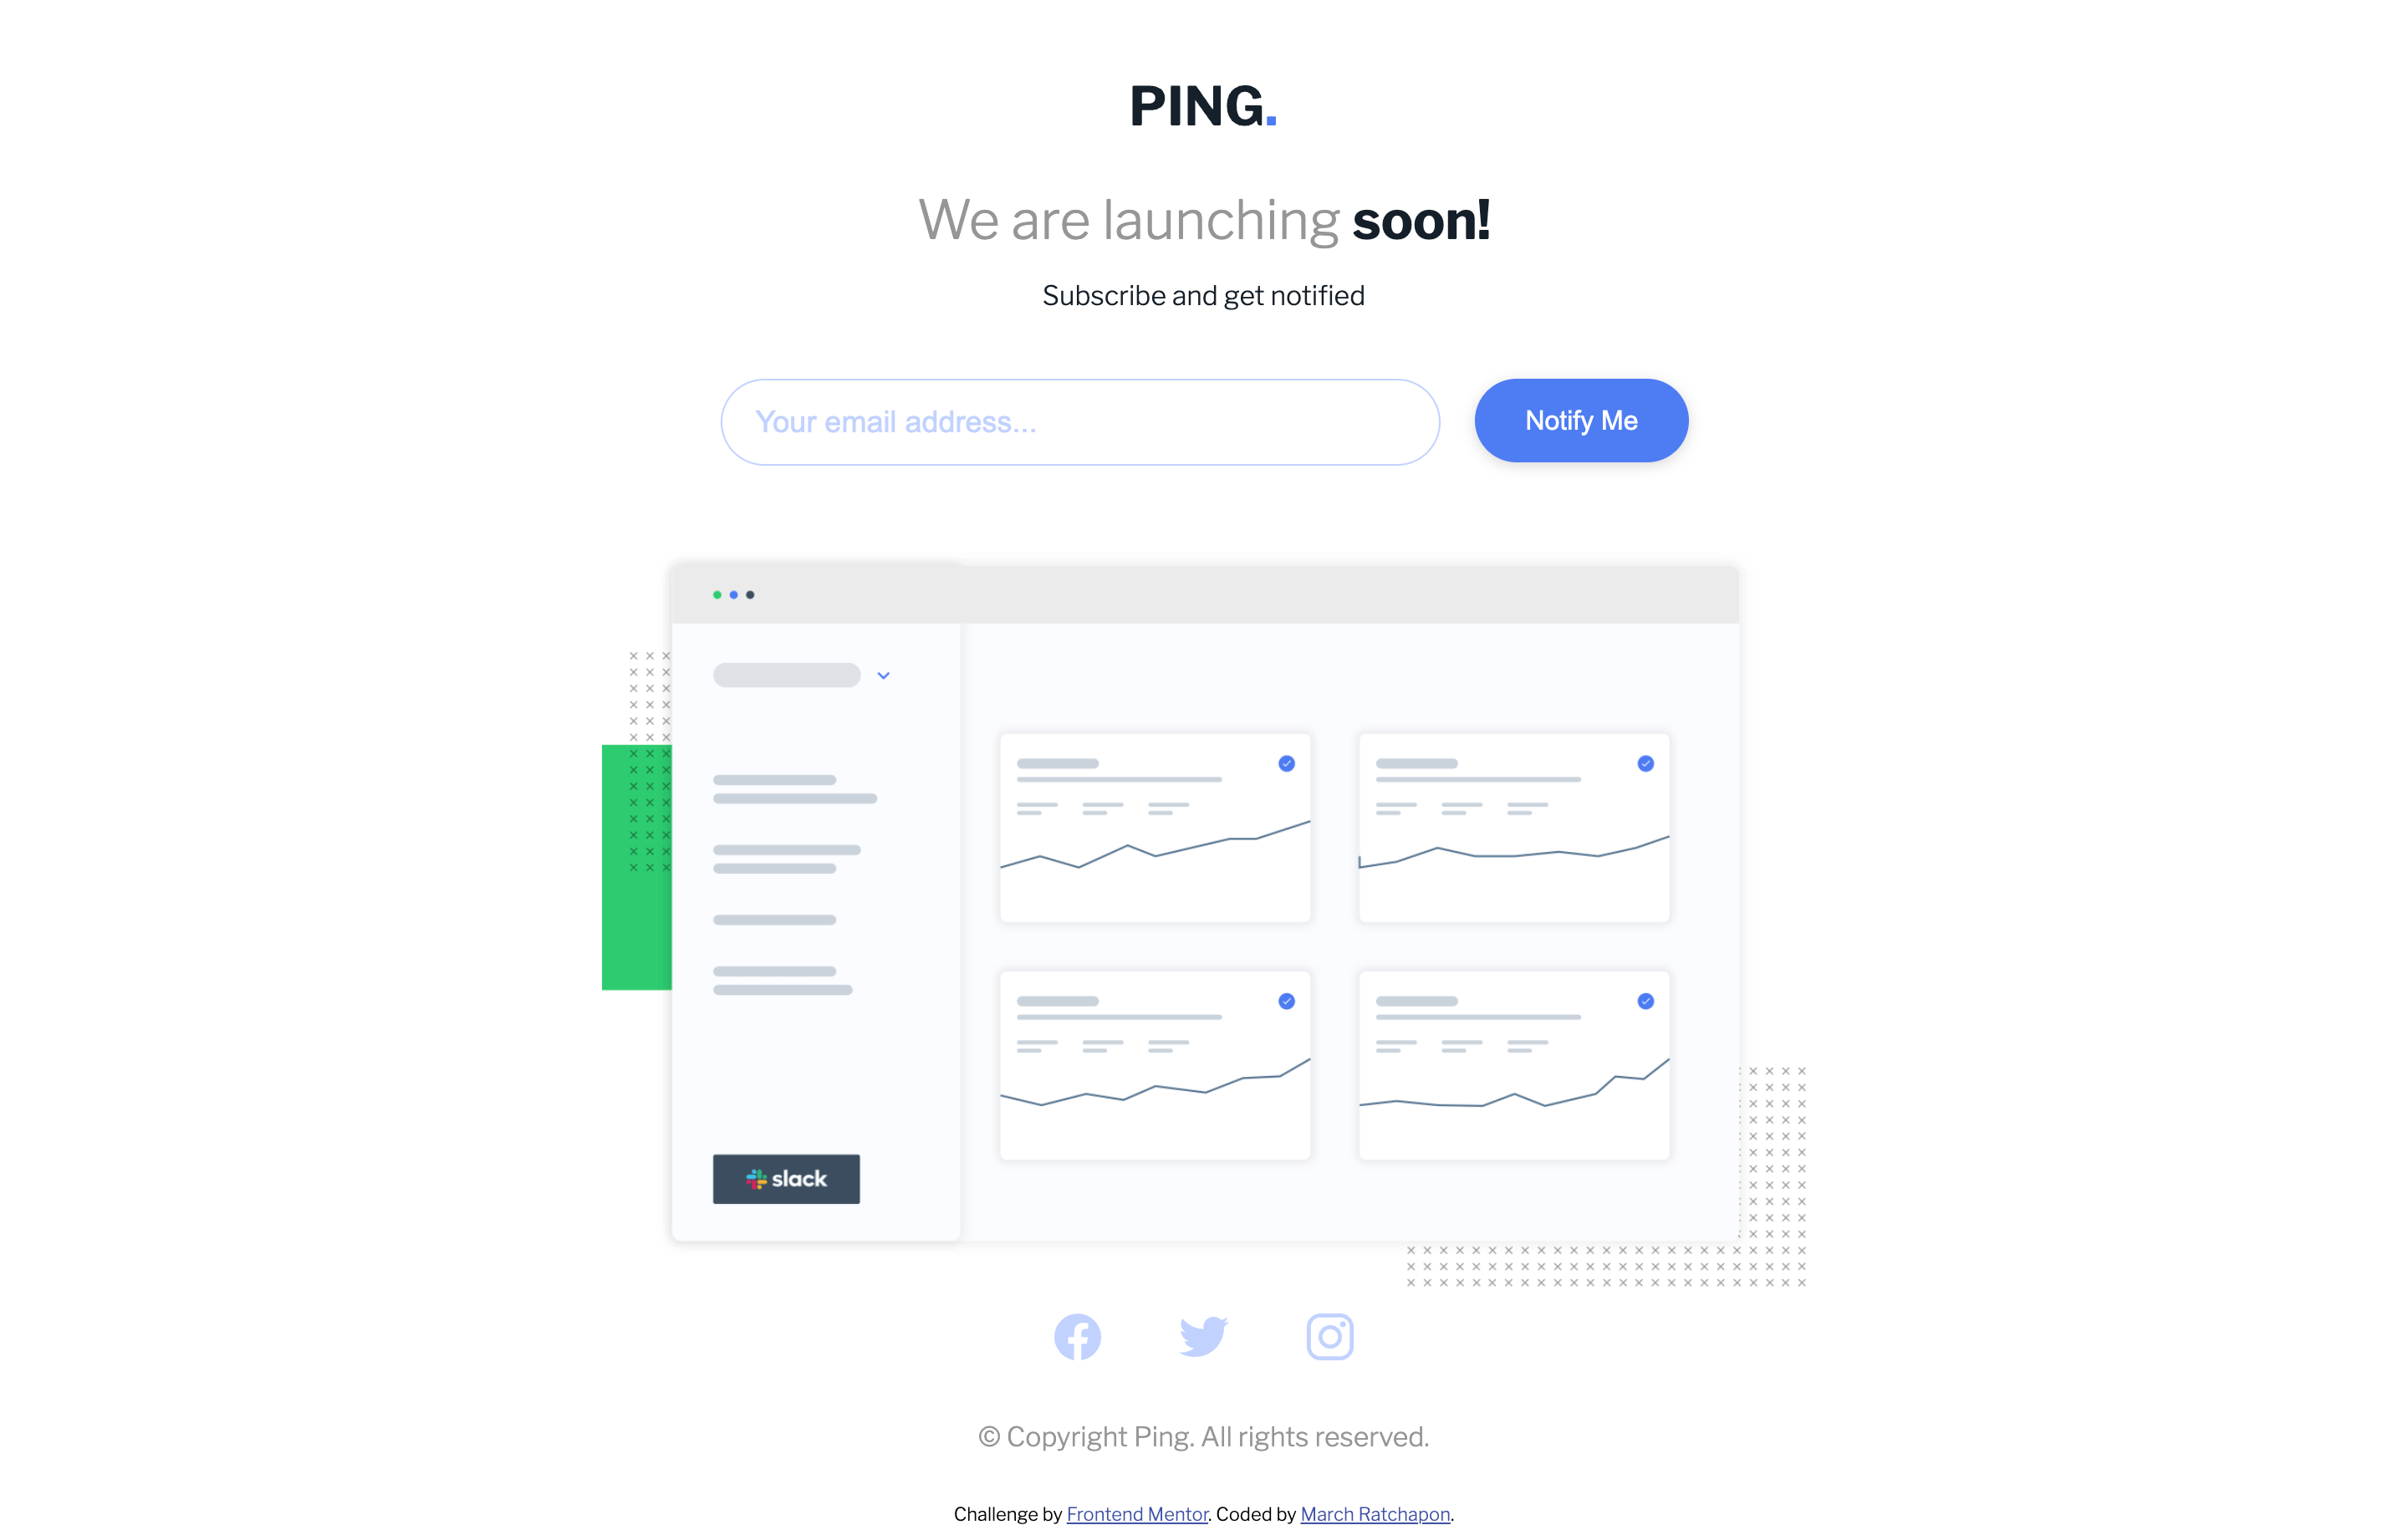 PING.
We are launching soon!
Subscribe and get notified
Your email address...
Notify Me
slack
© Copyright Ping. All rights reserved.
Challenge by Frontend Mentor. Coded by March Ratchapon.